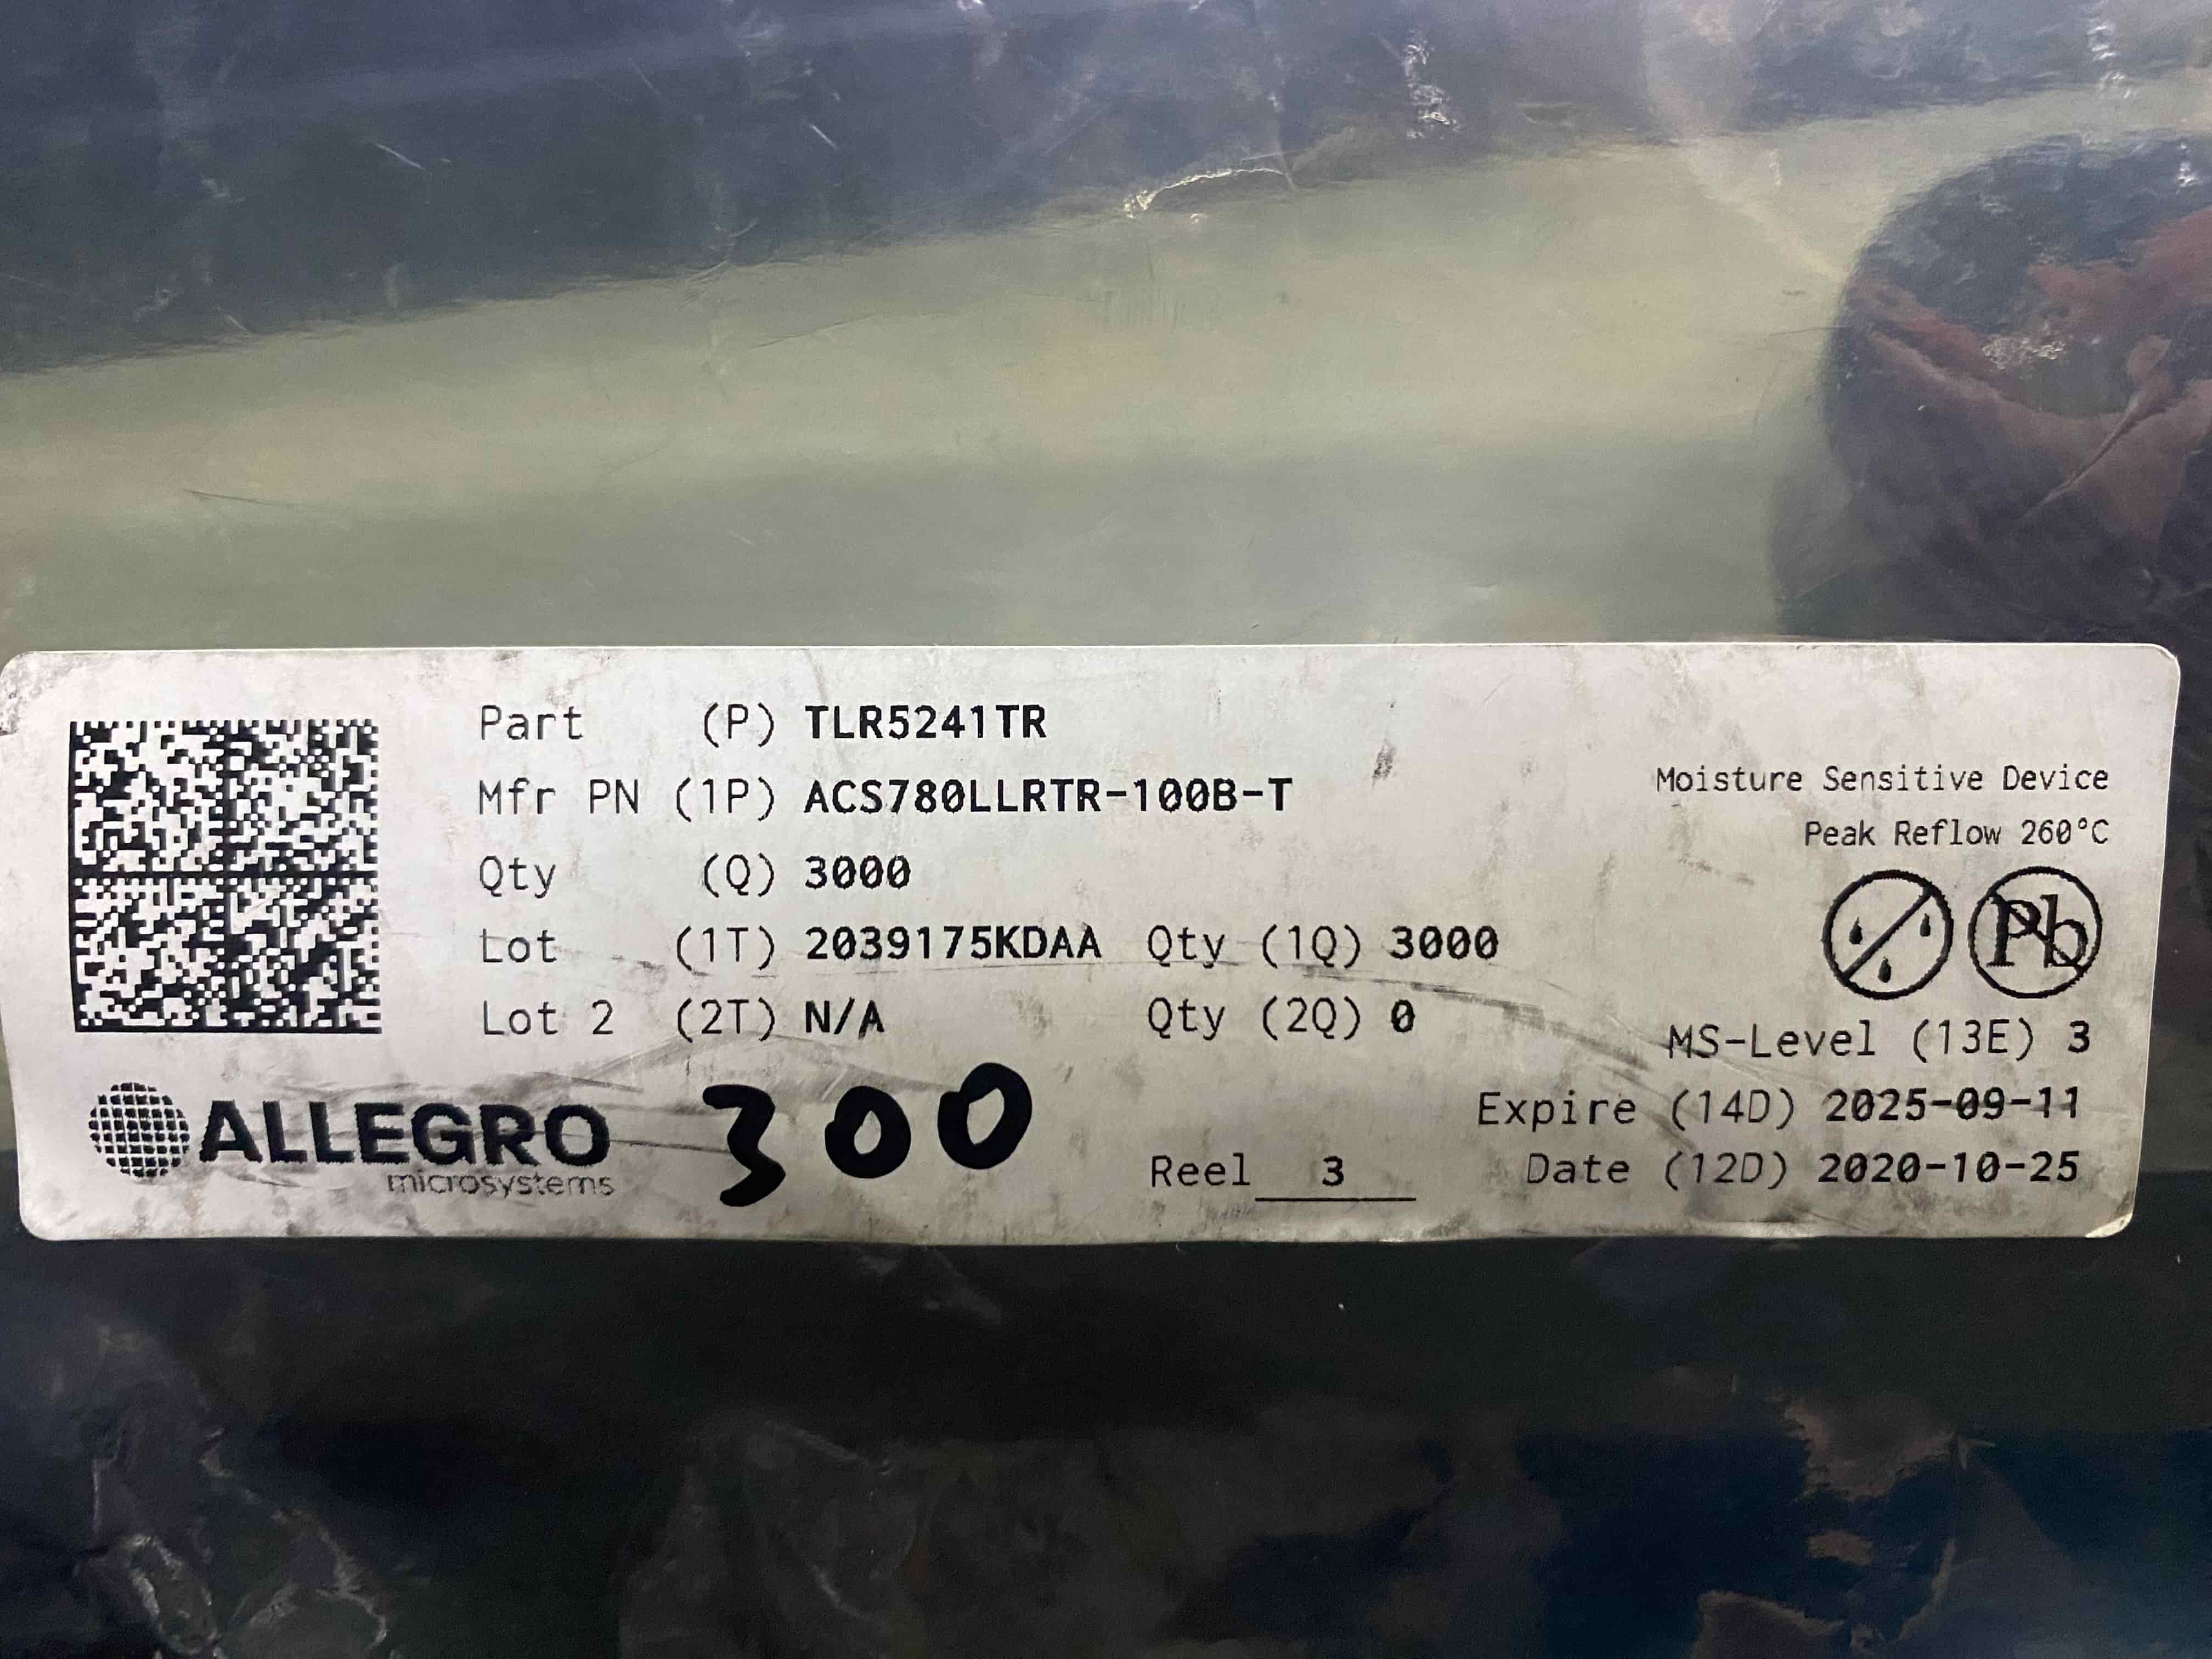 Part (P) TLR5241TR
Mfr PN (1P) ACS780LLRTR-100B-T
Qty (Q) 3000
Lot (1T) 2039175KDAA Qty (1Q) 3000
Lot 2 (2T) N/A Qty (2Q) 0
Moisture Sensitive Device
Peak Reflow 260°C
Pb
MS-Level (13E) 3
Expire (14D) 2025-09-11
Date (12D) 2020-10-25
ALLEGRO
microsystems
300
Reel 3